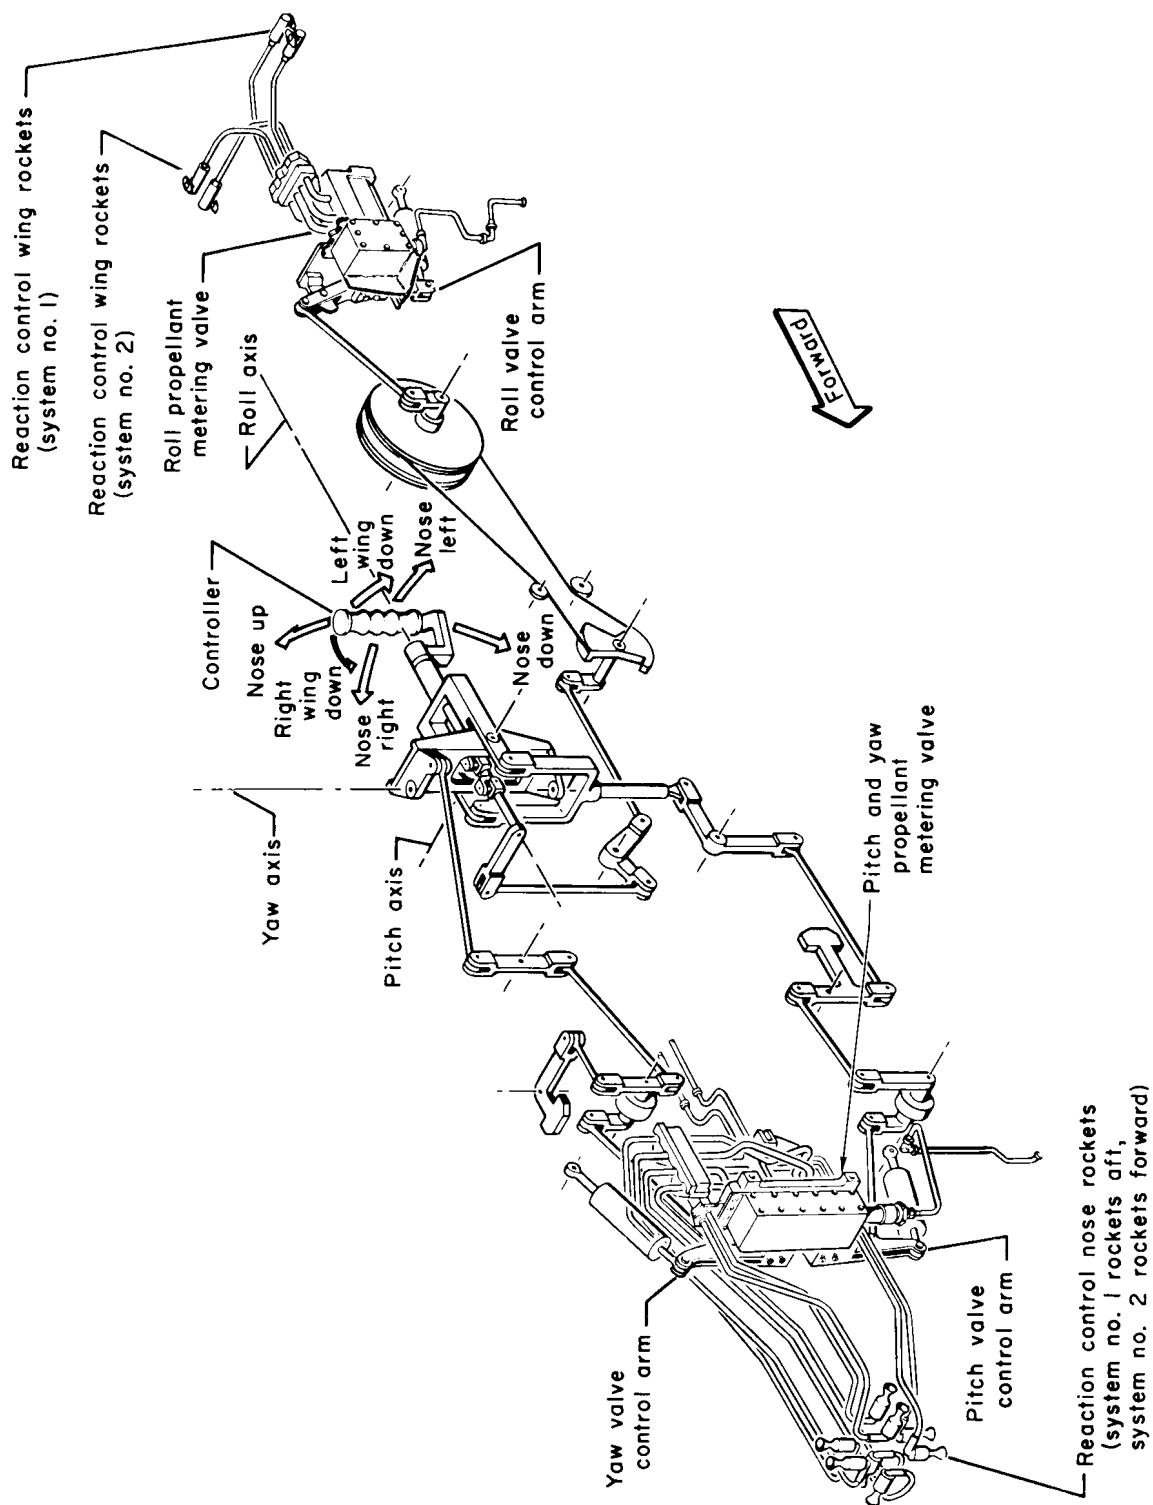 Reaction control wing rockets
(system no. 1)
Reaction control wing rockets
(system no. 2)
Roll propellant
metering valve
Roll axis
Controller
Nose up
Left
wing
down
Nose
left
Right
wing
down
Nose
right
Nose
down
Roll valve
control arm
Forward
Yaw axis
Pitch axis
Pitch and yaw
propellant
metering valve
Yaw valve
control arm
Pitch valve
control arm
Reaction control nose rockets
(system no. 1 rockets aft,
system no. 2 rockets forward)